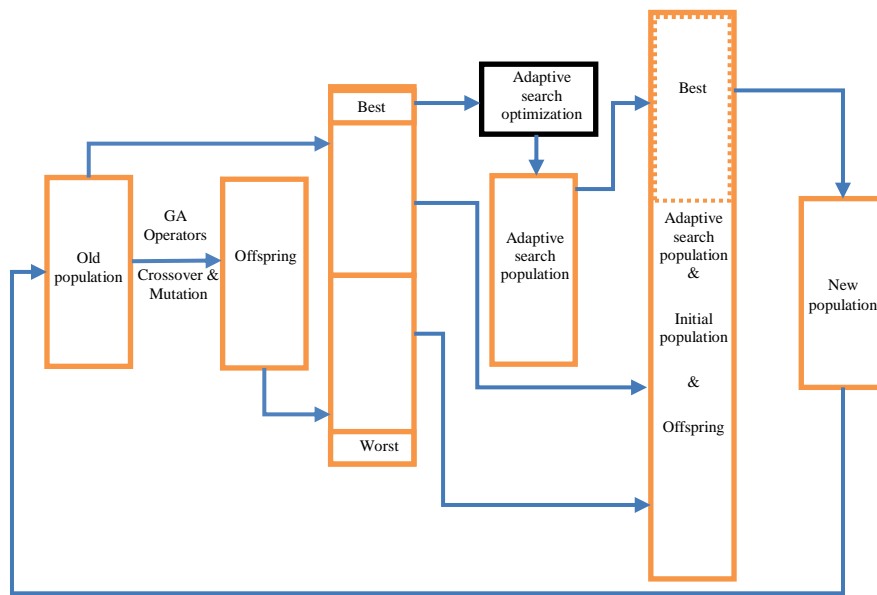 Old
population
GA
Operators
Crossover &
Mutation
Offspring
Best
Worst
Adaptive
search
optimization
Adaptive
search
population
Best
Adaptive
search
population
&
Initial
population
&
Offspring
New
population